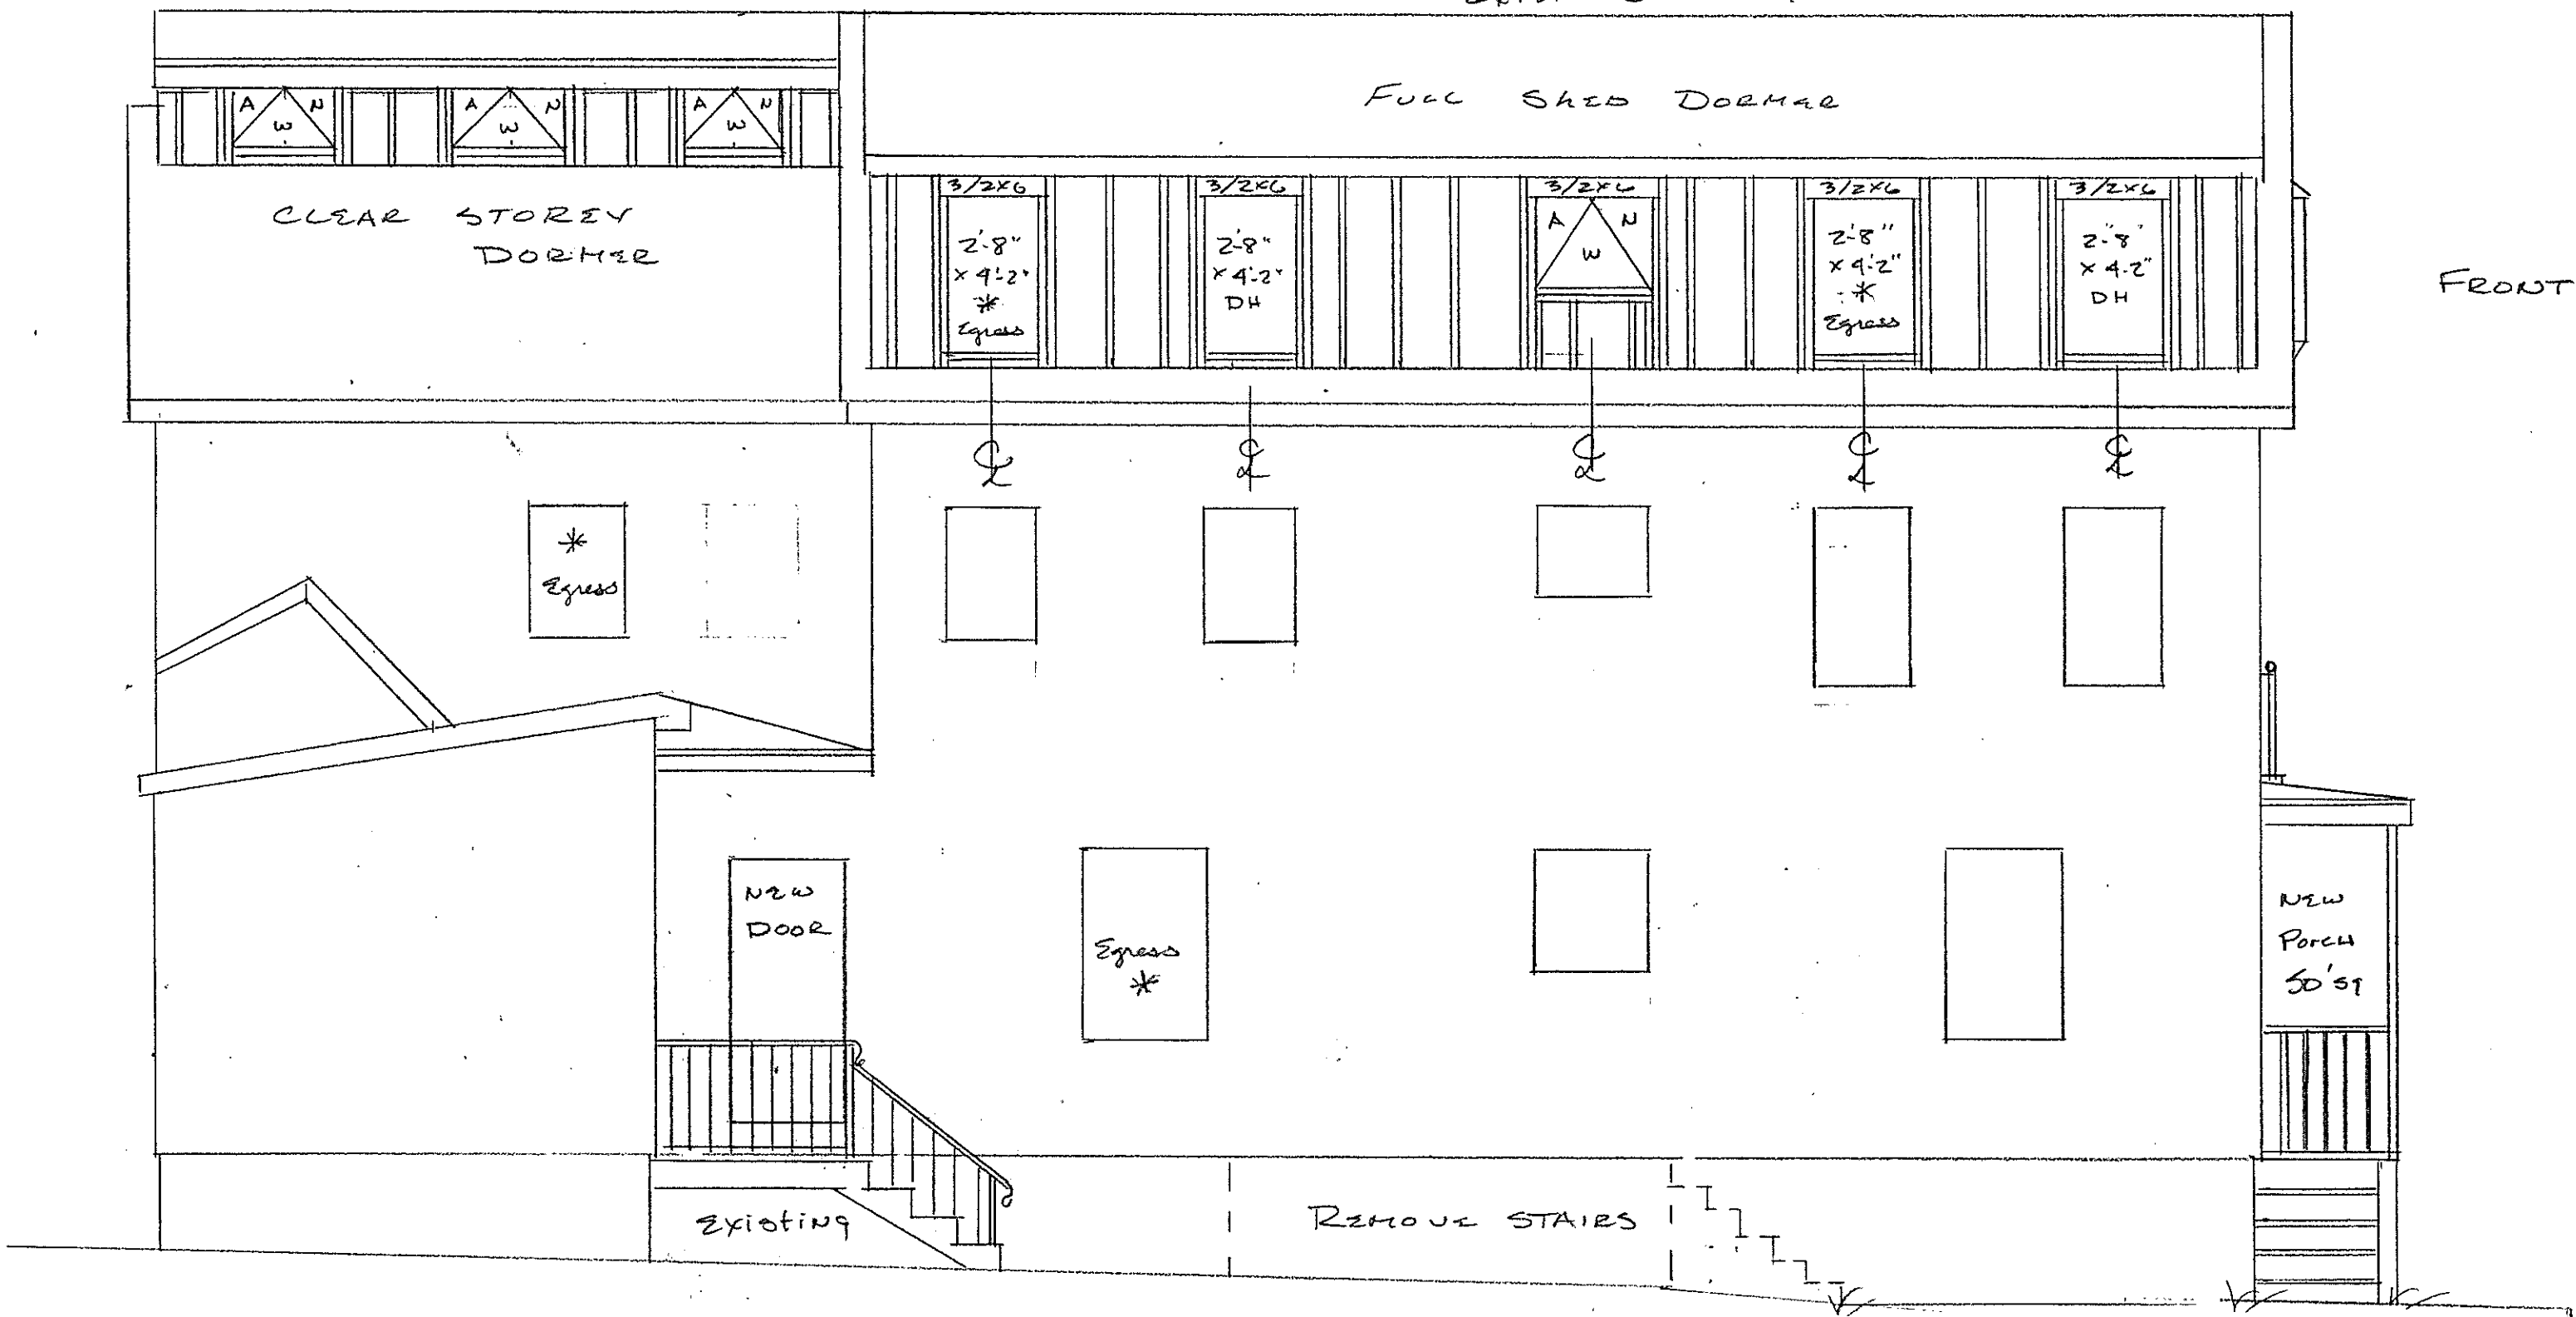 FULL SHED DORMER
A N
W
A N
W
A N
W
CLEAR STOREY
DORMER
3/2X6
3/2X6
3/2X6
3/2X6
3/2X6
2'-8"
X 4'-2"
*
Egress
2'-8"
X 4'-2"
DH
A N
W
2'-8"
X 4'-2"
*
Egress
2'-8"
X 4'-2"
DH
FRONT
*
Egress
NEW
DOOR
Egress
*
NEW
PORCH
50'sq
Existing
REMOVE STAIRS